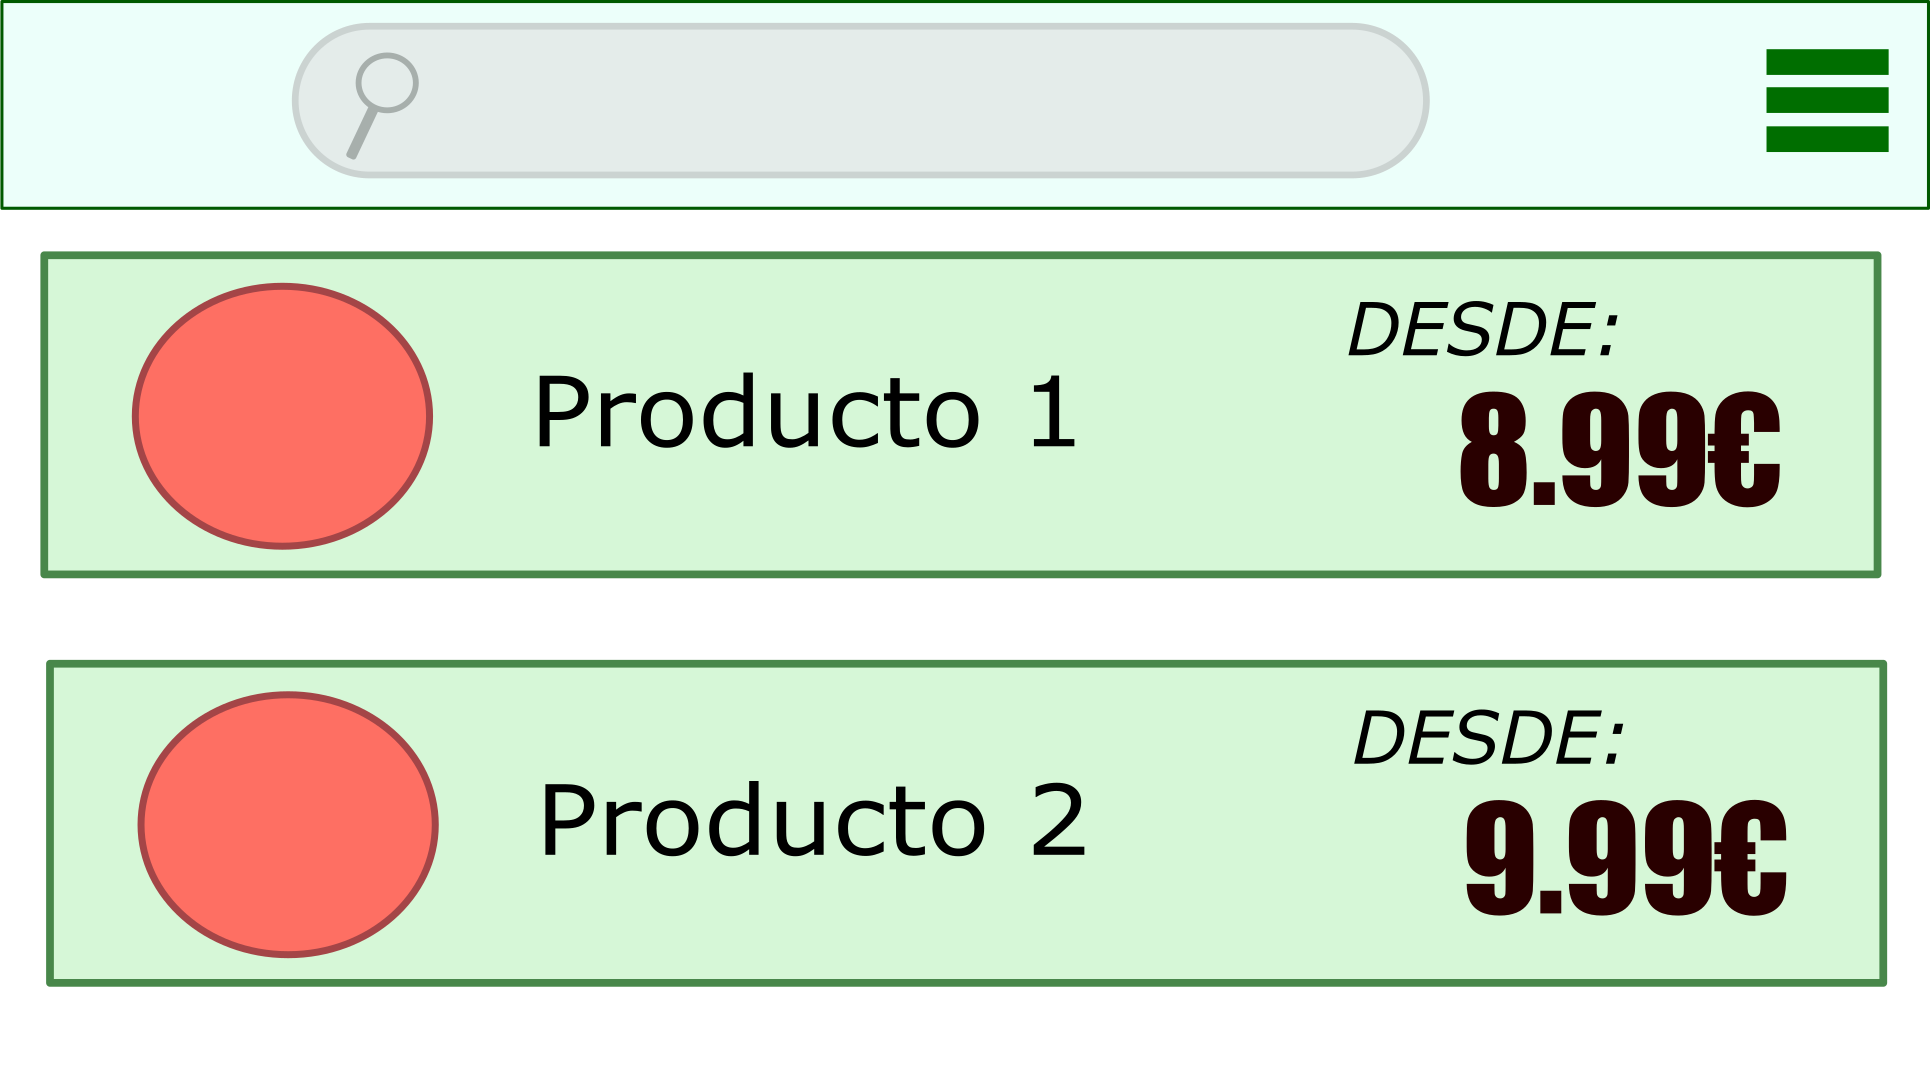 DESDE:
Producto 1
8.99€
DESDE:
Producto 2
9.99€